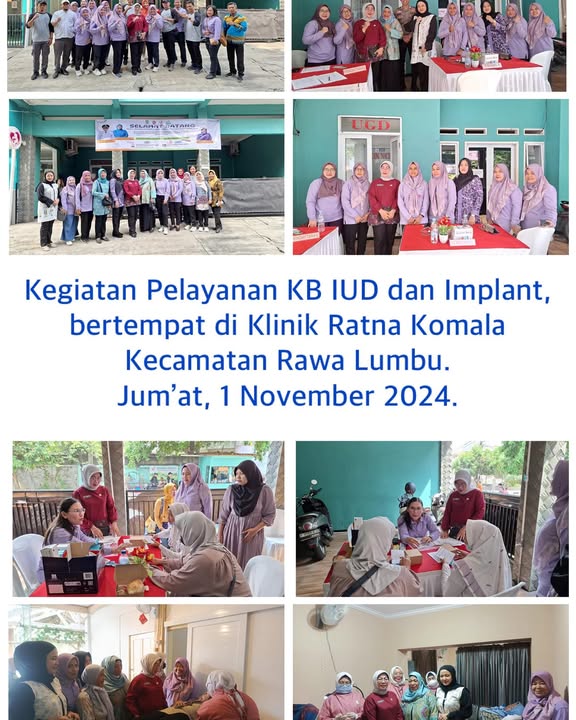 SELAMAT DATANG
UGD
Kegiatan Pelayanan KB IUD dan Implant,
bertempat di Klinik Ratna Komala
Kecamatan Rawa Lumbu.
Jum'at, 1 November 2024.